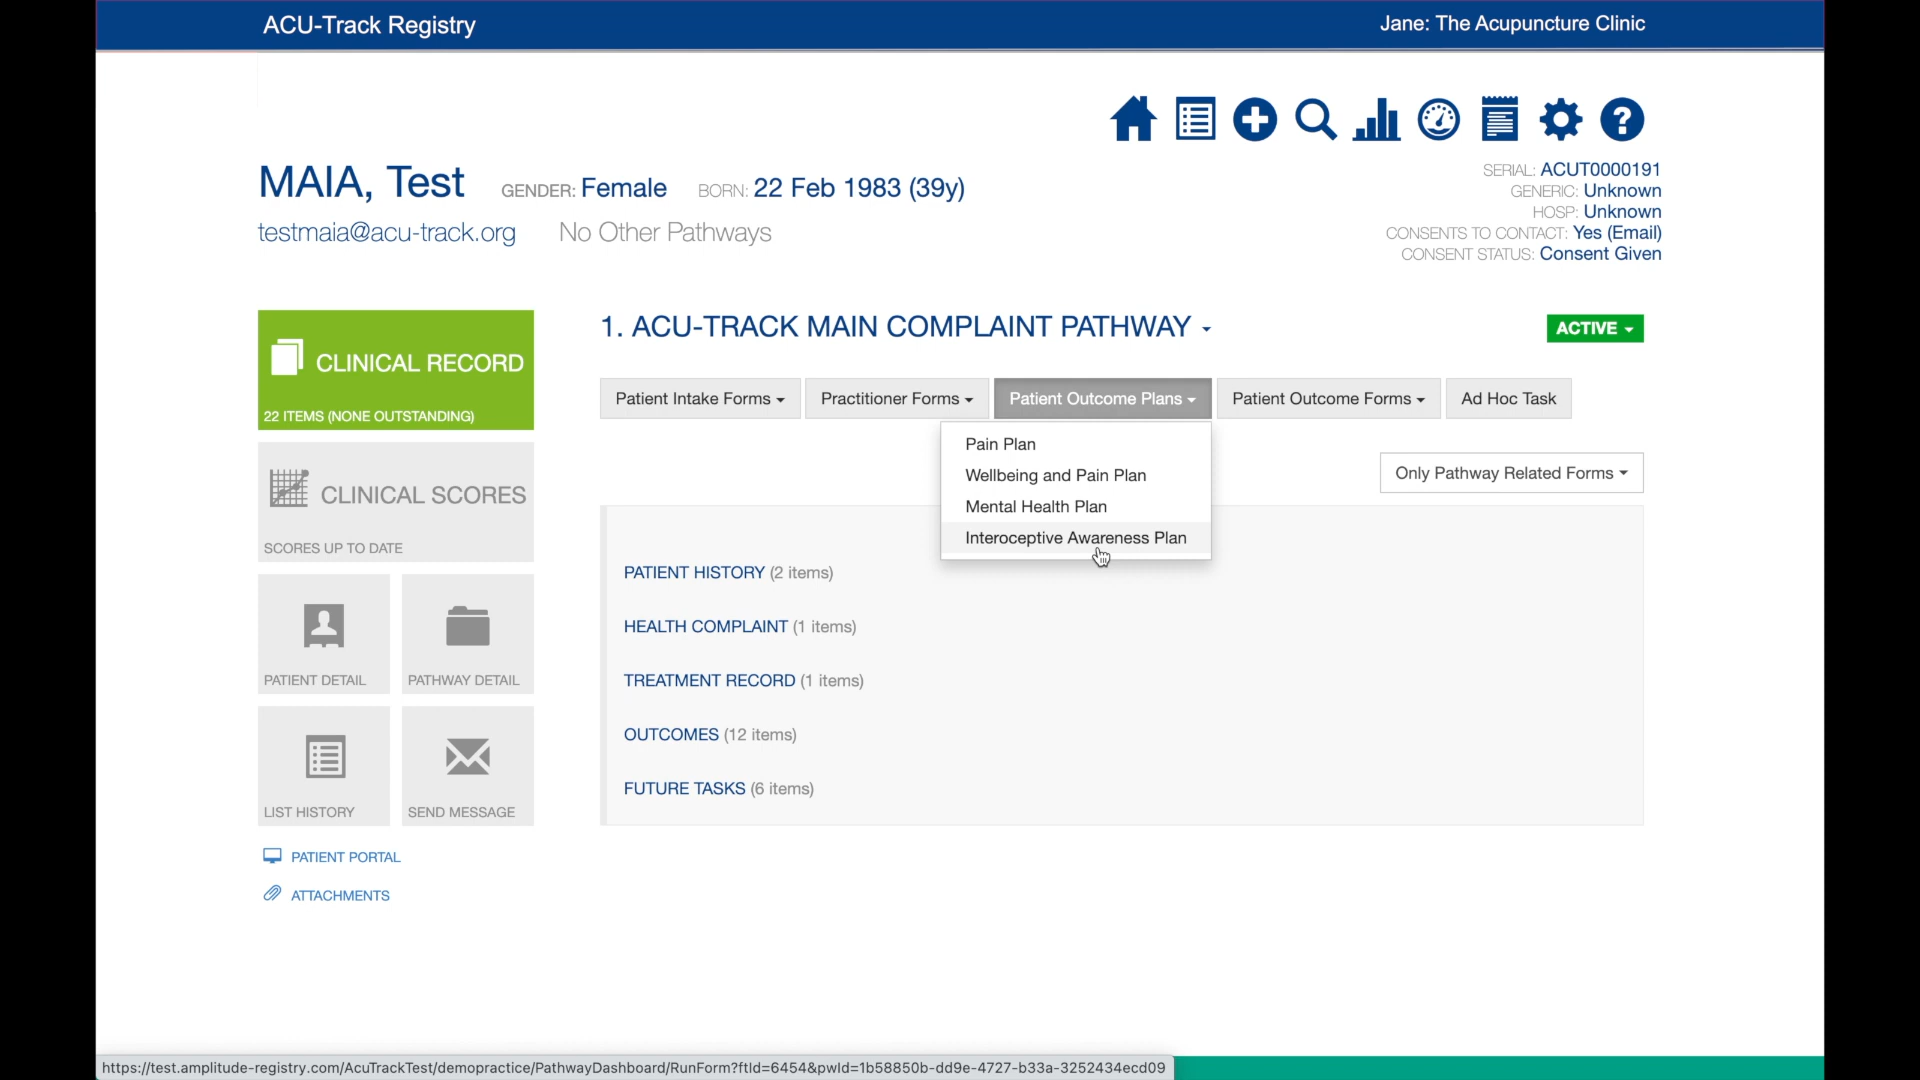 ACU-Track Registry
Jane: The Acupuncture Clinic
MAIA, Test GENDER: Female BORN: 22 Feb 1983 (39y)
testmaia@acu-track.org No Other Pathways
SERIAL: ACUT0000191
GENERIC: Unknown
HOSP: Unknown
CONSENTS TO CONTACT: Yes (Email)
CONSENT STATUS: Consent Given
CLINICAL RECORD
22 ITEMS (NONE OUTSTANDING)
CLINICAL SCORES
SCORES UP TO DATE
PATIENT DETAIL
PATHWAY DETAIL
LIST HISTORY
SEND MESSAGE
PATIENT PORTAL
ATTACHMENTS
1. ACU-TRACK MAIN COMPLAINT PATHWAY
ACTIVE
Patient Intake Forms
Practitioner Forms
Patient Outcome Plans
Patient Outcome Forms
Ad Hoc Task
Pain Plan
Wellbeing and Pain Plan
Mental Health Plan
Interoceptive Awareness Plan
Only Pathway Related Forms
PATIENT HISTORY (2 items)
HEALTH COMPLAINT (1 items)
TREATMENT RECORD (1 items)
OUTCOMES (12 items)
FUTURE TASKS (6 items)
https://test.amplitude-registry.com/AcuTrackTest/demopractice/PathwayDashboard/RunForm?ftId=6454&pwId=1b58850b-dd9e-4727-b33a-3252434ecd09